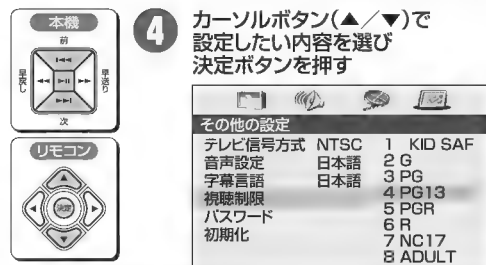 本機
前
早戻し
早送り
次
リモコン
決定
4
カーソルボタン(▲／▼)で
設定したい内容を選び
決定ボタンを押す
その他の設定
テレビ信号方式 NTSC 1 KID SAF
音声設定 日本語 2 G
字幕言語 日本語 3 PG
視聴制限 4 PG13
パスワード 5 PGR
初期化 6 R
7 NC17
8 ADULT